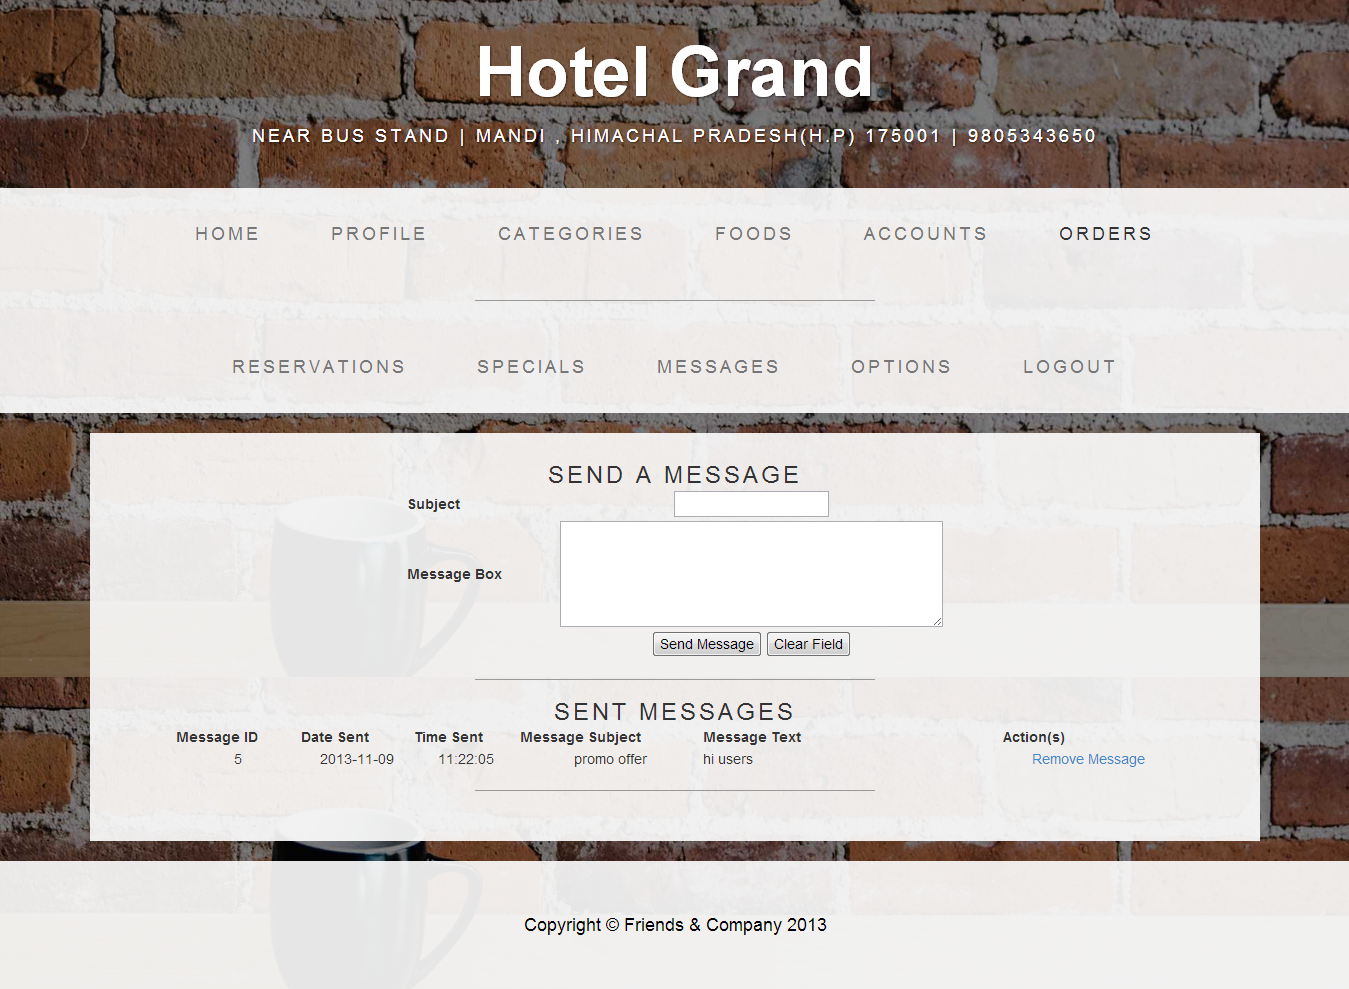 Hotel Grand
NEAR BUS STAND | MANDI , HIMACHAL PRADESH(H.P) 175001 | 9805343650
HOME PROFILE CATEGORIES FOODS ACCOUNTS ORDERS
RESERVATIONS SPECIALS MESSAGES OPTIONS LOGOUT
SEND A MESSAGE
Subject
Message Box
Send Message Clear Field
SENT MESSAGES
Message ID Date Sent Time Sent Message Subject Message Text Action(s)
5 2013-11-09 11:22:05 promo offer hi users Remove Message
Copyright © Friends & Company 2013